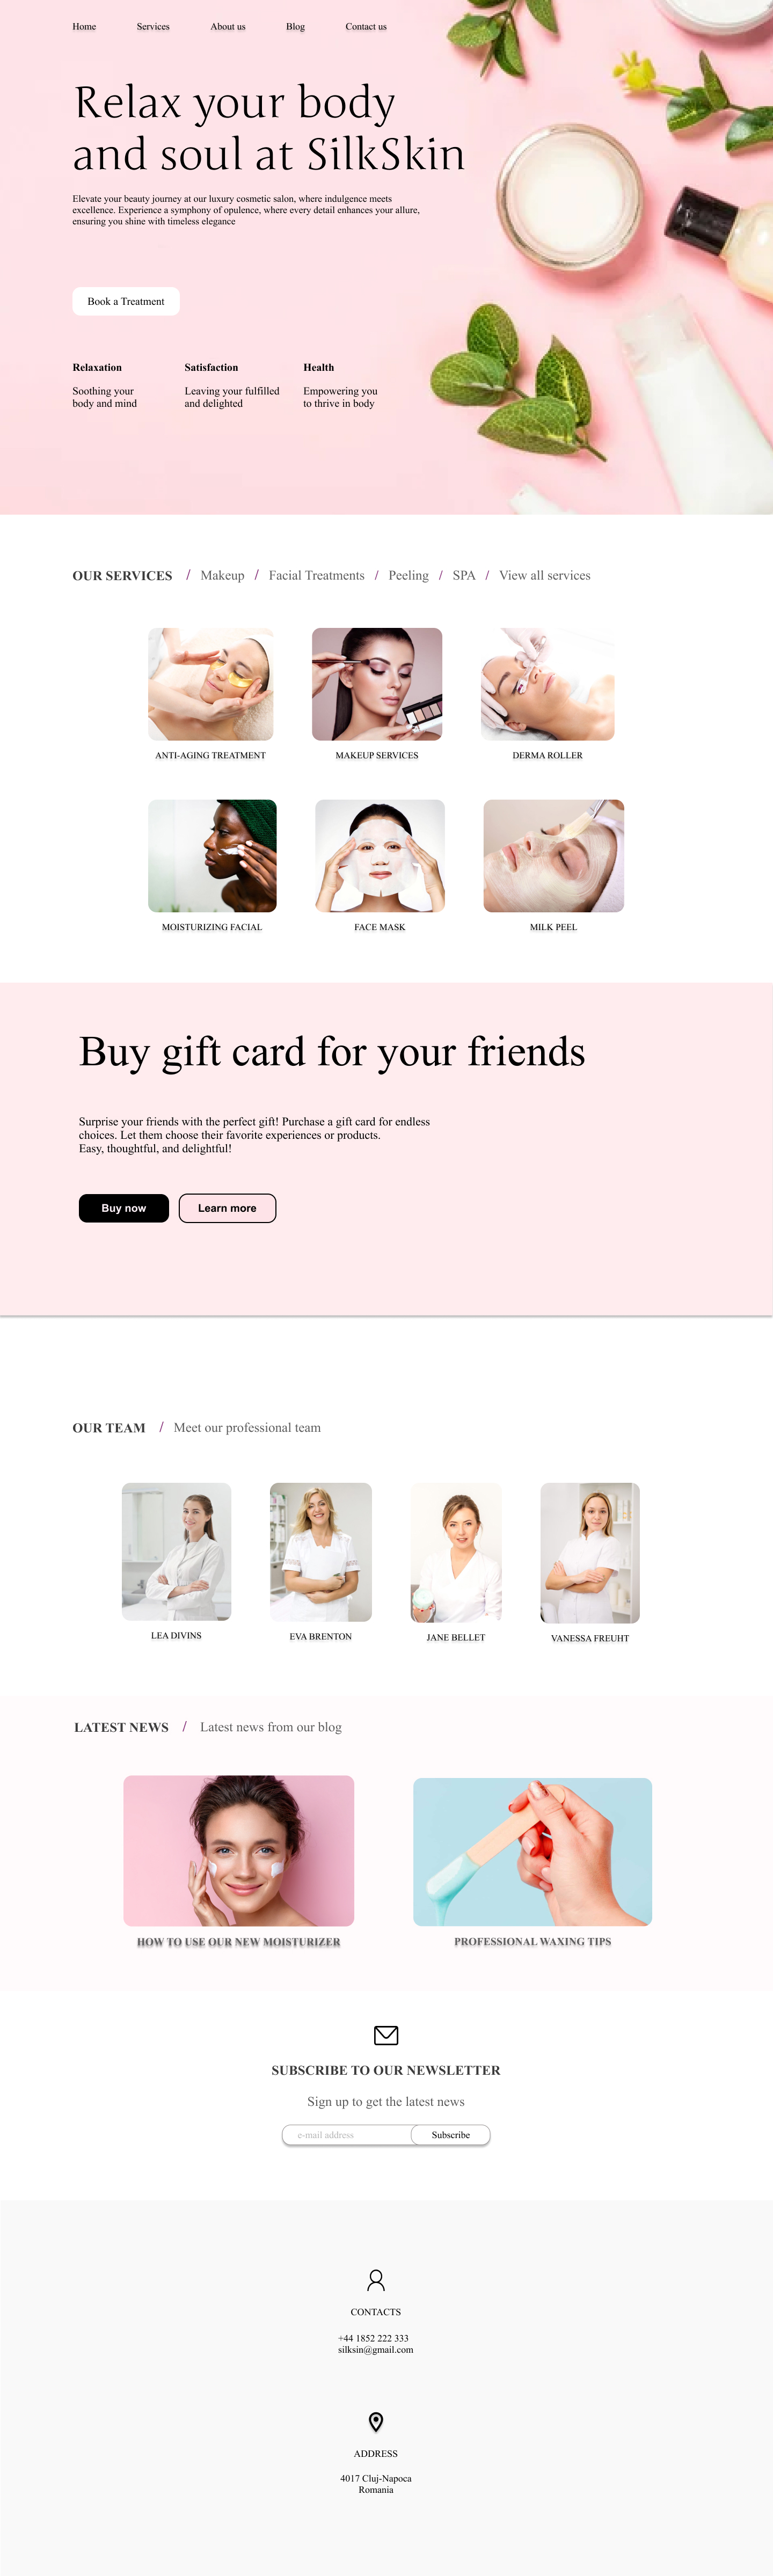 Home Services About us Blog Contact us
Relax your body
and soul at SilkSkin
Elevate your beauty journey at our luxury cosmetic salon, where indulgence meets
excellence. Experience a symphony of opulence, where every detail enhances your allure,
ensuring you shine with timeless elegance
Book a Treatment
Relaxation Satisfaction Health
Soothing your Leaving your fulfilled Empowering you
body and mind and delighted to thrive in body
OUR SERVICES / Makeup / Facial Treatments / Peeling / SPA / View all services
ANTI-AGING TREATMENT MAKEUP SERVICES DERMA ROLLER
MOISTURIZING FACIAL FACE MASK MILK PEEL
Buy gift card for your friends
Surprise your friends with the perfect gift! Purchase a gift card for endless
choices. Let them choose their favorite experiences or products.
Easy, thoughtful, and delightful!
Buy now Learn more
OUR TEAM / Meet our professional team
LEA DIVINS EVA BRENTON JANE BELLET VANESSA FREUHT
LATEST NEWS / Latest news from our blog
HOW TO USE OUR NEW MOISTURIZER PROFESSIONAL WAXING TIPS
SUBSCRIBE TO OUR NEWSLETTER
Sign up to get the latest news
e-mail address Subscribe
CONTACTS
+44 1852 222 333
silksin@gmail.com
ADDRESS
4017 Cluj-Napoca
Romania